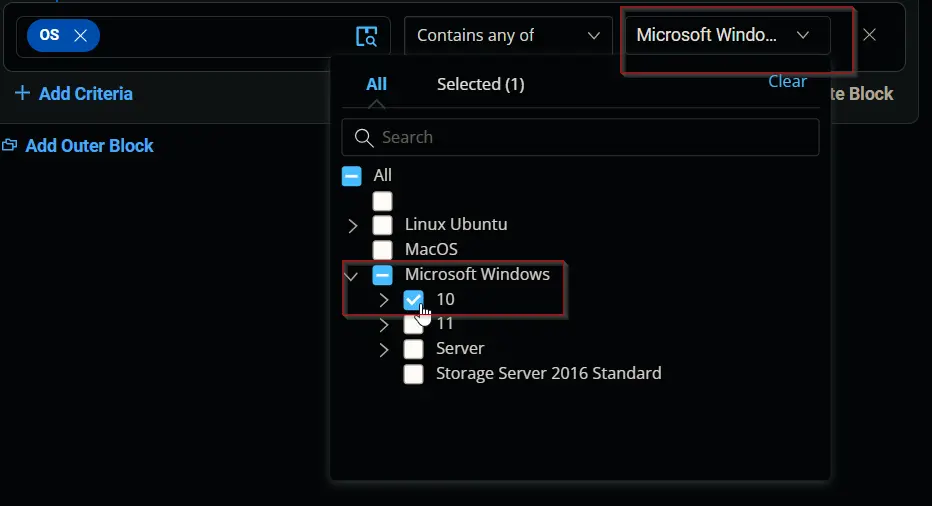 OS
Contains any of
Microsoft Windo...
All
Selected (1)
Clear
Add Criteria
te Block
Search
Add Outer Block
All
Linux Ubuntu
MacOS
Microsoft Windows
10
11
Server
Storage Server 2016 Standard